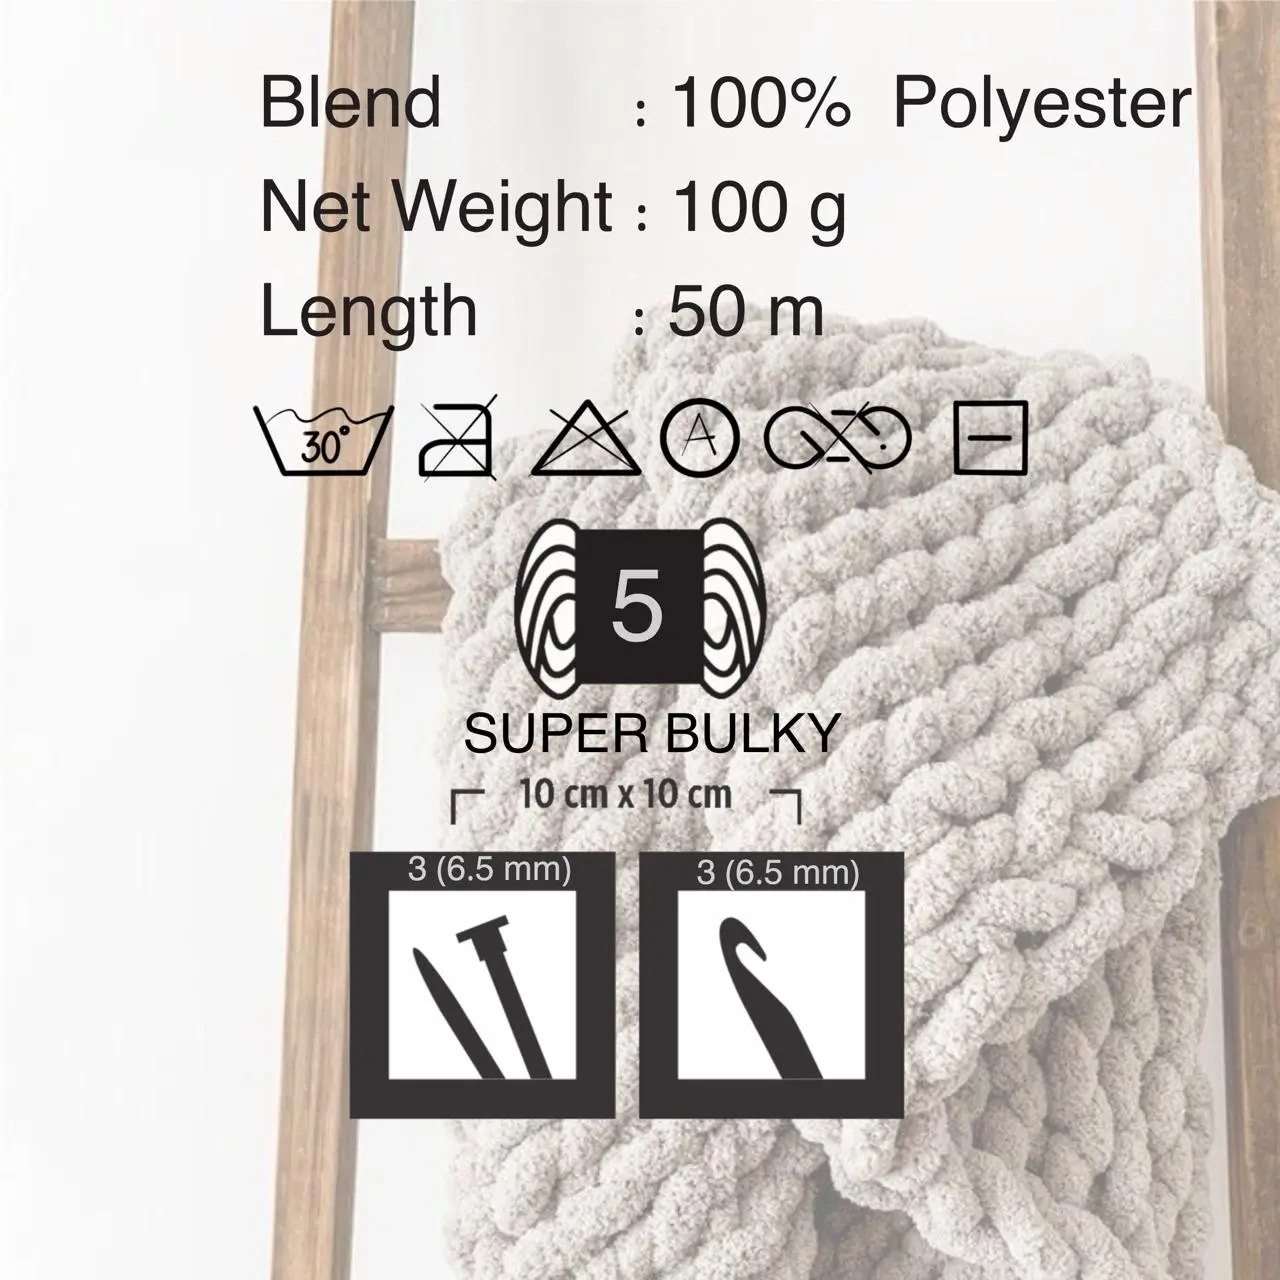 Blend : 100% Polyester
Net Weight : 100 g
Length : 50 m
30° A
5
SUPER BULKY
10 cm x 10 cm
3 (6.5 mm) 3 (6.5 mm)